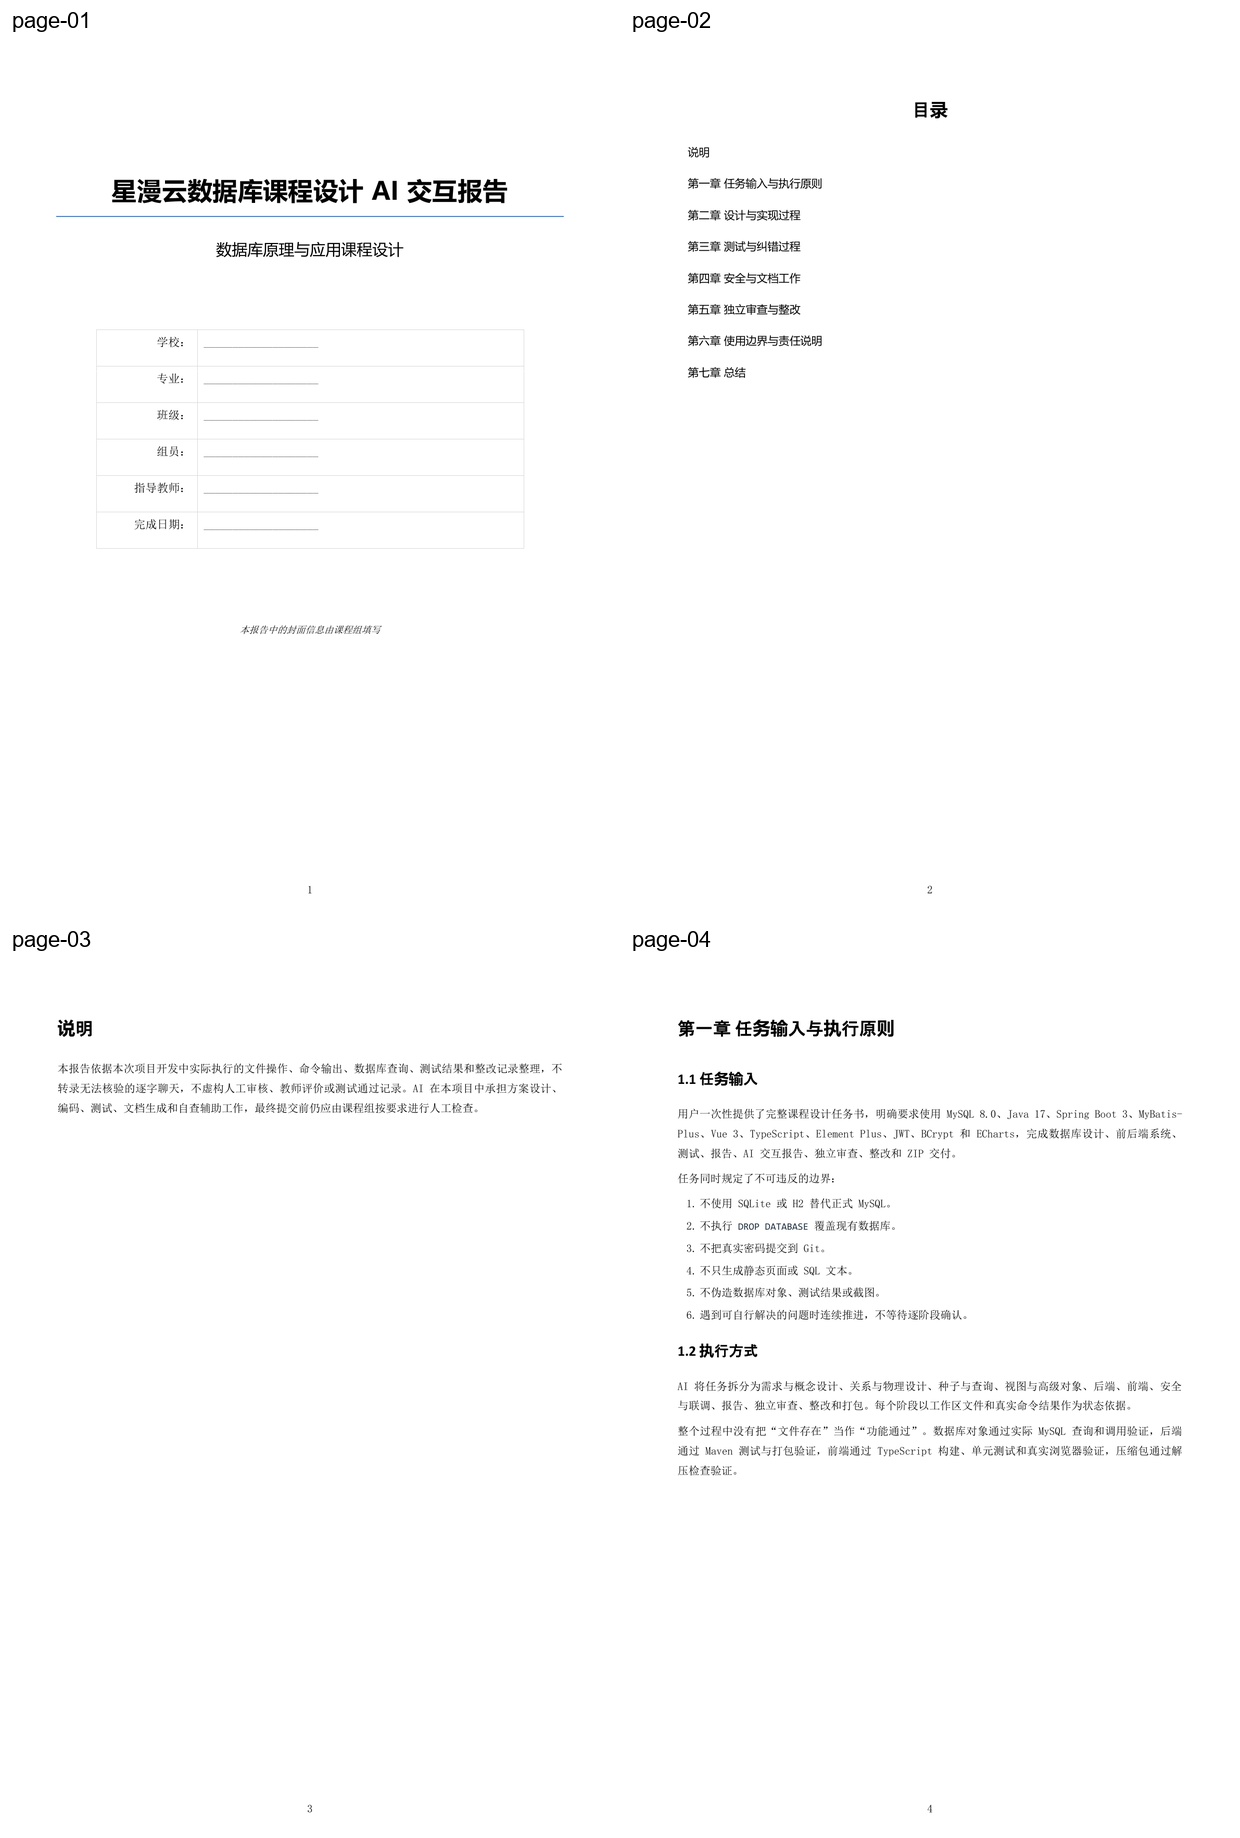 page-01
星漫云数据库课程设计 AI 交互报告
数据库原理与应用课程设计
学校： ____________________
专业： ____________________
班级： ____________________
组员： ____________________
指导教师： ____________________
完成日期： ____________________
本报告中的封面信息由课程组填写
1
page-02
目录
说明
第一章 任务输入与执行原则
第二章 设计与实现过程
第三章 测试与纠错过程
第四章 安全与文档工作
第五章 独立审查与整改
第六章 使用边界与责任说明
第七章 总结
2
page-03
说明
本报告依据本次项目开发中实际执行的文件操作、命令输出、数据库查询、测试结果和整改记录整理，不
转录无法核验的逐字聊天，不虚构人工审核、教师评价或测试通过记录。AI 在本项目中承担方案设计、
编码、测试、文档生成和自查辅助工作，最终提交前仍应由课程组按要求进行人工检查。
3
page-04
第一章 任务输入与执行原则
1.1 任务输入
用户一次性提供了完整课程设计任务书，明确要求使用 MySQL 8.0、Java 17、Spring Boot 3、MyBatis-
Plus、Vue 3、TypeScript、Element Plus、JWT、BCrypt 和 ECharts，完成数据库设计、前后端系统、
测试、报告、AI 交互报告、独立审查、整改和 ZIP 交付。
任务同时规定了不可违反的边界：
1. 不使用 SQLite 或 H2 替代正式 MySQL。
2. 不执行 DROP DATABASE 覆盖现有数据库。
3. 不把真实密码提交到 Git。
4. 不只生成静态页面或 SQL 文本。
5. 不伪造数据库对象、测试结果或截图。
6. 遇到可自行解决的问题时连续推进，不等待逐阶段确认。
1.2 执行方式
AI 将任务拆分为需求与概念设计、关系与物理设计、种子与查询、视图与高级对象、后端、前端、安全
与联调、报告、独立审查、整改和打包。每个阶段以工作区文件和真实命令结果作为状态依据。
整个过程中没有把“文件存在”当作“功能通过”。数据库对象通过实际 MySQL 查询和调用验证，后端
通过 Maven 测试与打包验证，前端通过 TypeScript 构建、单元测试和真实浏览器验证，压缩包通过解
压检查验证。
4